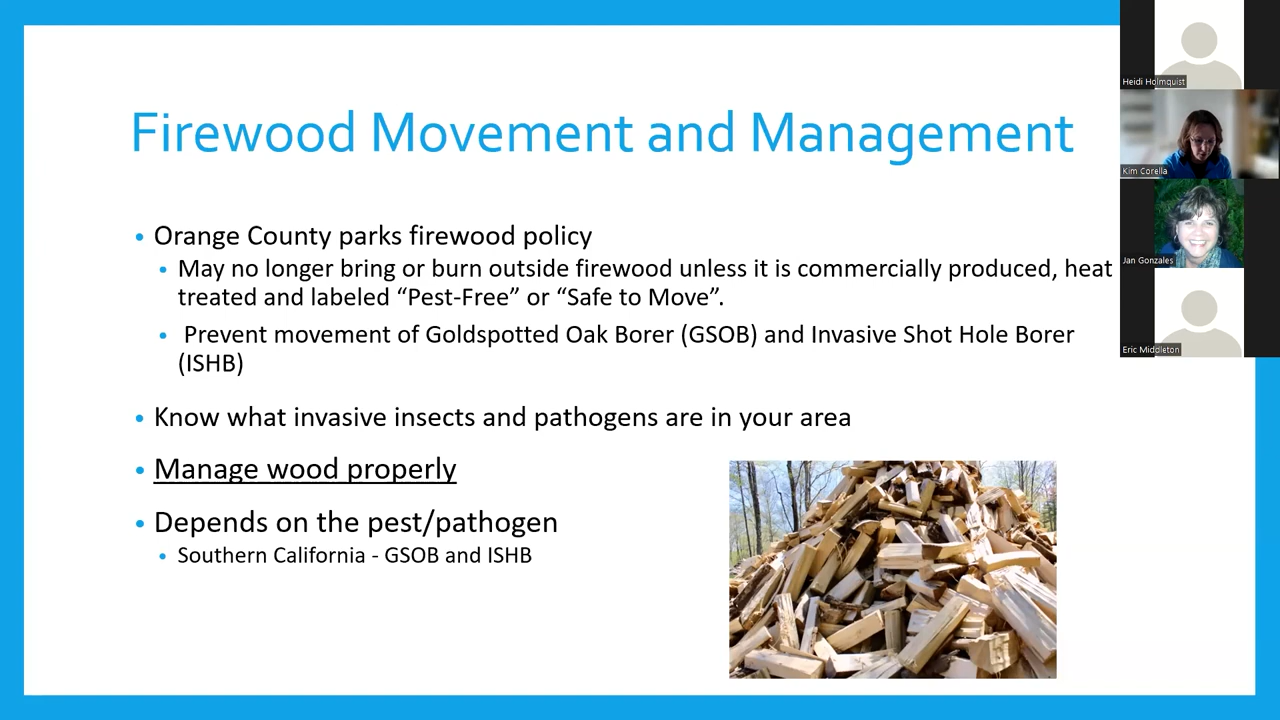 Firewood Movement and Management
• Orange County parks firewood policy
• May no longer bring or burn outside firewood unless it is commercially produced, heat
treated and labeled “Pest-Free” or “Safe to Move”.
• Prevent movement of Goldspotted Oak Borer (GSOB) and Invasive Shot Hole Borer
(ISHB)
• Know what invasive insects and pathogens are in your area
• Manage wood properly
• Depends on the pest/pathogen
• Southern California - GSOB and ISHB
Heidi Holmquist
Kim Corella
Jan Gonzales
Eric Middleton